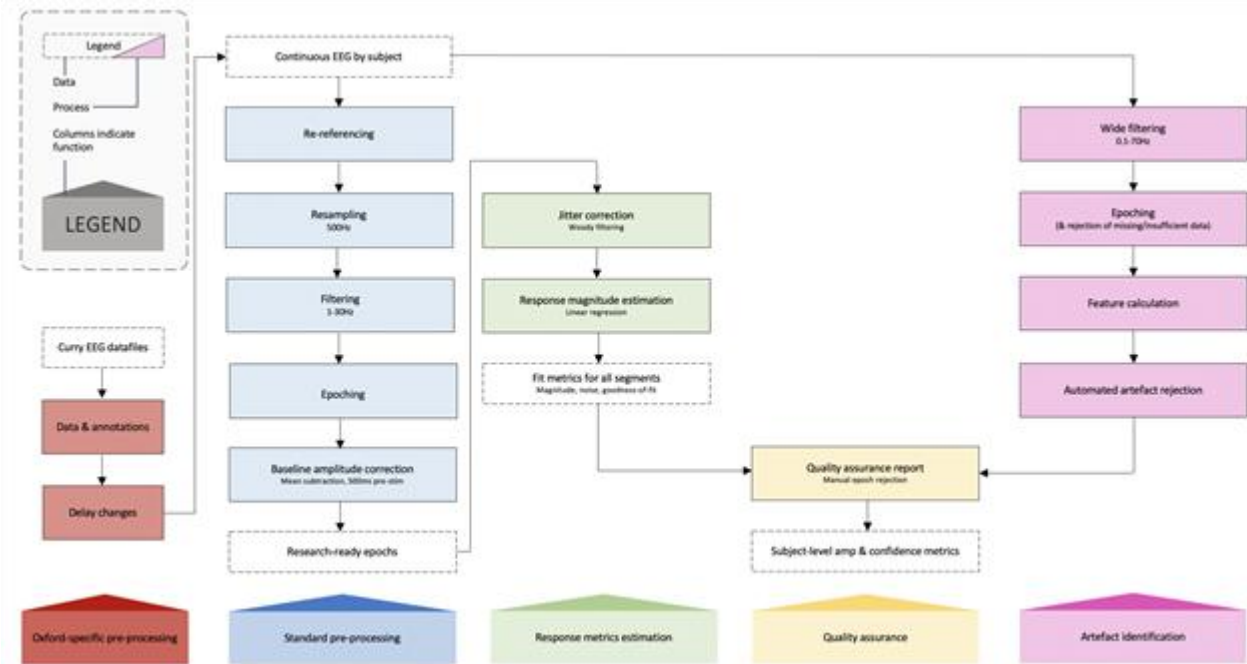 Legend
Data
Process
Columns indicate
function
LEGEND
Curry EEG datafiles
Data & annotations
Delay changes
Oxford-specific pre-processing
Continuous EEG by subject
Re-referencing
Resampling
500Hz
Filtering
1-30Hz
Epoching
Baseline amplitude correction
Mean subtraction, 500ms pre-stim
Research-ready epochs
Standard pre-processing
Jitter correction
Woody filtering
Response magnitude estimation
Linear regression
Fit metrics for all segments
Magnitude, noise, goodness-of-fit
Response metrics estimation
Quality assurance report
Manual epoch rejection
Subject-level amp & confidence metrics
Quality assurance
Wide filtering
0.1-70Hz
Epoching
(& rejection of missing/insufficient data)
Feature calculation
Automated artefact rejection
Artefact identification